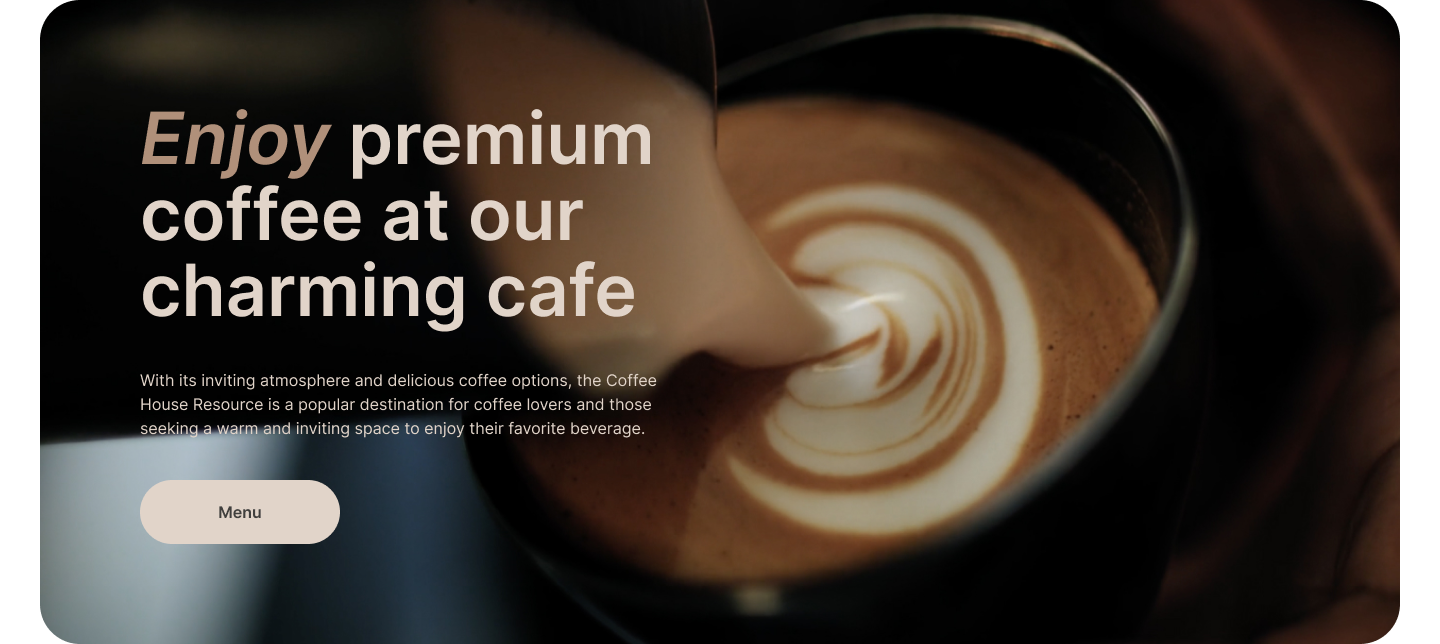 Enjoy premium
coffee at our
charming cafe
With its inviting atmosphere and delicious coffee options, the Coffee
House Resource is a popular destination for coffee lovers and those
seeking a warm and inviting space to enjoy their favorite beverage.
Menu